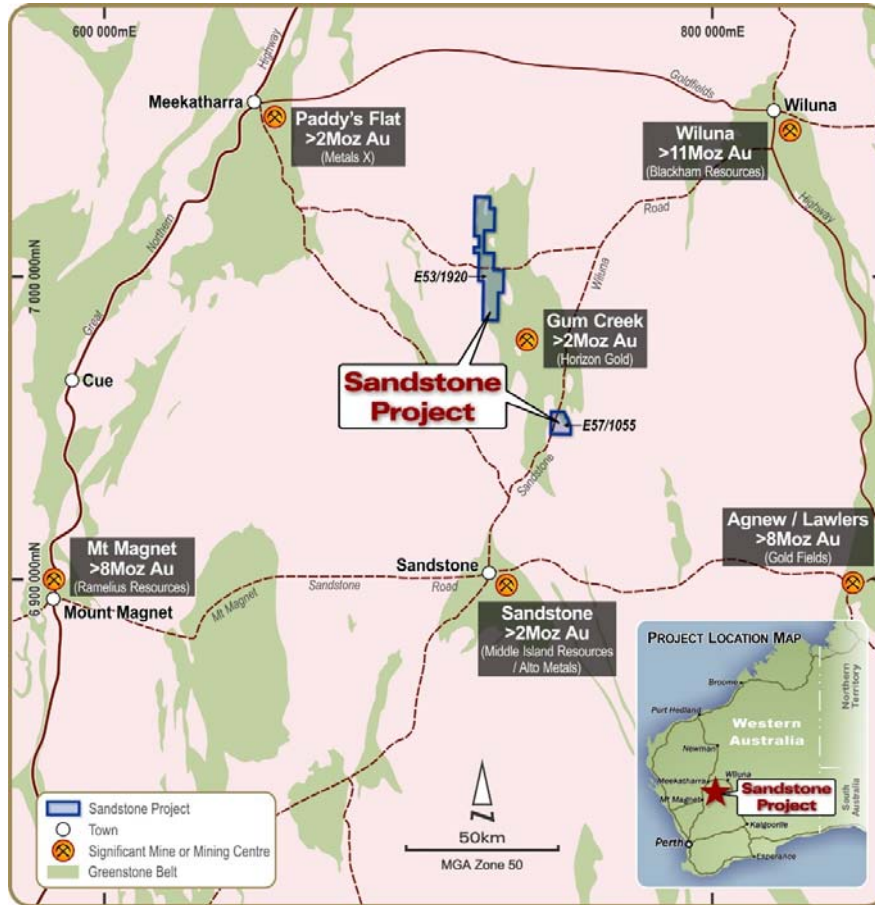 600 000mE
800 000mE
Highway
Goldfields
Meekatharra
Wiluna
Paddy's Flat
>2Moz Au
(Metals X)
Wiluna
>11Moz Au
(Blackham Resources)
Northern
Road
Highway
7 000 000mN
E53/1920
Wiluna
Great
Gum Creek
>2Moz Au
(Horizon Gold)
Cue
Sandstone
Project
E57/1055
Sandstone
Mt Magnet
>8Moz Au
(Ramelius Resources)
Agnew / Lawlers
>8Moz Au
(Gold Fields)
6 900 000mN
Sandstone
Sandstone
Road
Mount Magnet
Mt Magnet
Sandstone
>2Moz Au
(Middle Island Resources
/ Alto Metals)
PROJECT LOCATION MAP
Broome
Northern
Territory
Port Hedland
Western
Australia
Newman
Meekatharra
Wiluna
Mt Magnet
Sandstone
Project
South
Australia
Kalgoorlie
Perth
Esperance
Sandstone Project
Town
Significant Mine or Mining Centre
Greenstone Belt
N
50km
MGA Zone 50